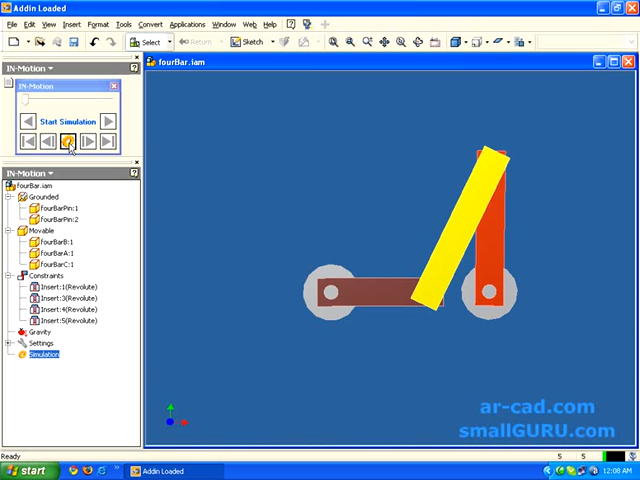 Addin Loaded
File Edit View Insert Format Tools Convert Applications Window Web Help
Select Return Sketch
IN-Motion
IN-Motion
Start Simulation
IN-Motion
fourBar.iam
Grounded
fourBarPin:1
fourBarPin:2
Movable
fourBarB:1
fourBarA:1
fourBarC:1
Constraints
Insert:1(Revolute)
Insert:3(Revolute)
Insert:4(Revolute)
Insert:5(Revolute)
Gravity
Settings
Simulation
fourBar.iam
ar-cad.com
smallGURU.com
Ready
5 5
start
Addin Loaded
12:08 AM